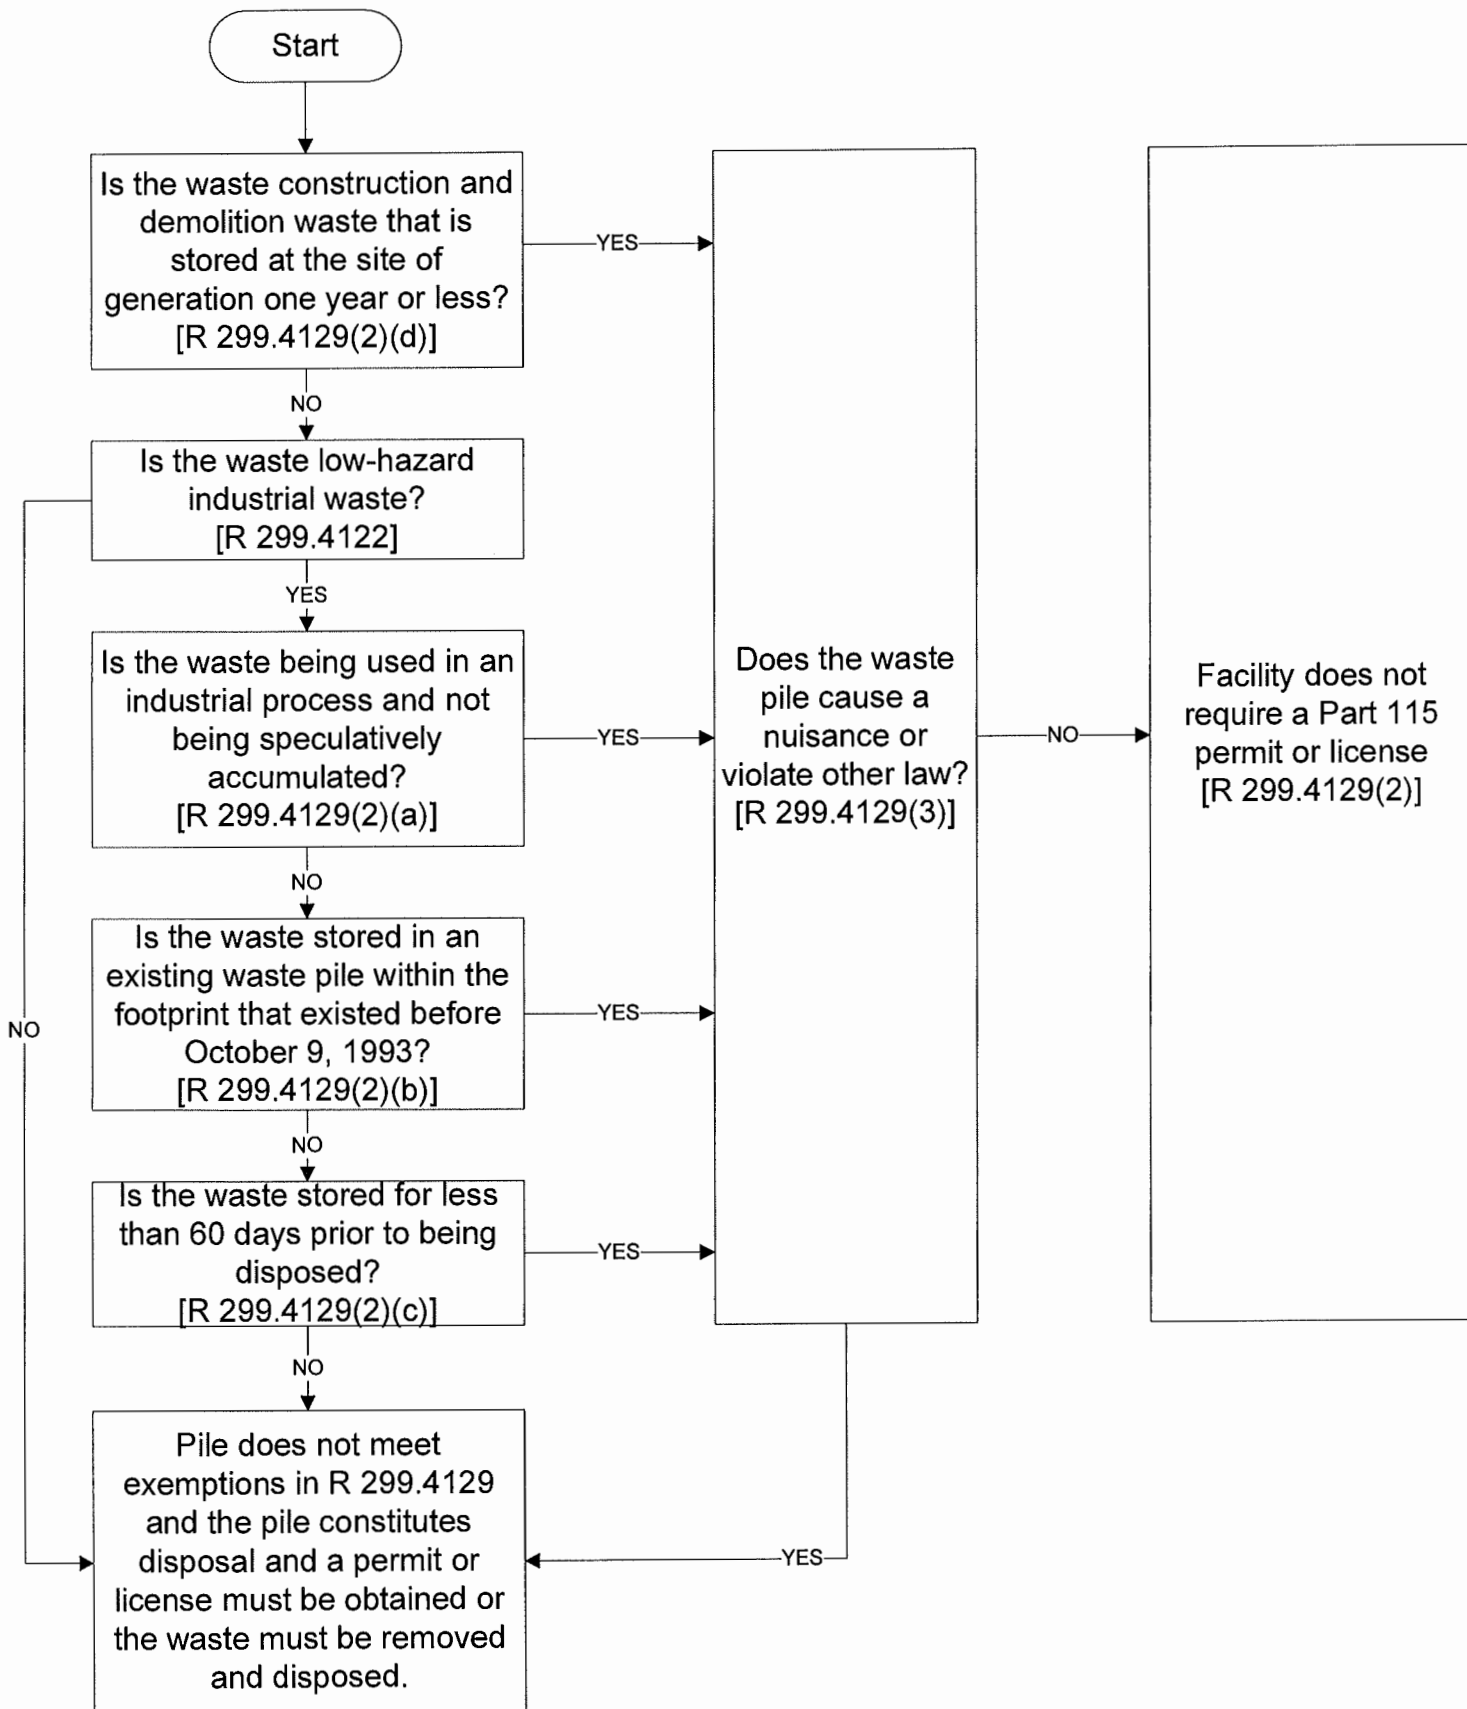 Start
Is the waste construction and
demolition waste that is
stored at the site of
generation one year or less?
[R 299.4129(2)(d)]
YES
NO
Is the waste low-hazard
industrial waste?
[R 299.4122]
YES
Is the waste being used in an
industrial process and not
being speculatively
accumulated?
[R 299.4129(2)(a)]
YES
NO
Is the waste stored in an
existing waste pile within the
footprint that existed before
October 9, 1993?
[R 299.4129(2)(b)]
YES
NO
NO
Is the waste stored for less
than 60 days prior to being
disposed?
[R 299.4129(2)(c)]
YES
NO
Pile does not meet
exemptions in R 299.4129
and the pile constitutes
disposal and a permit or
license must be obtained or
the waste must be removed
and disposed.
Does the waste
pile cause a
nuisance or
violate other law?
[R 299.4129(3)]
NO
YES
Facility does not
require a Part 115
permit or license
[R 299.4129(2)]